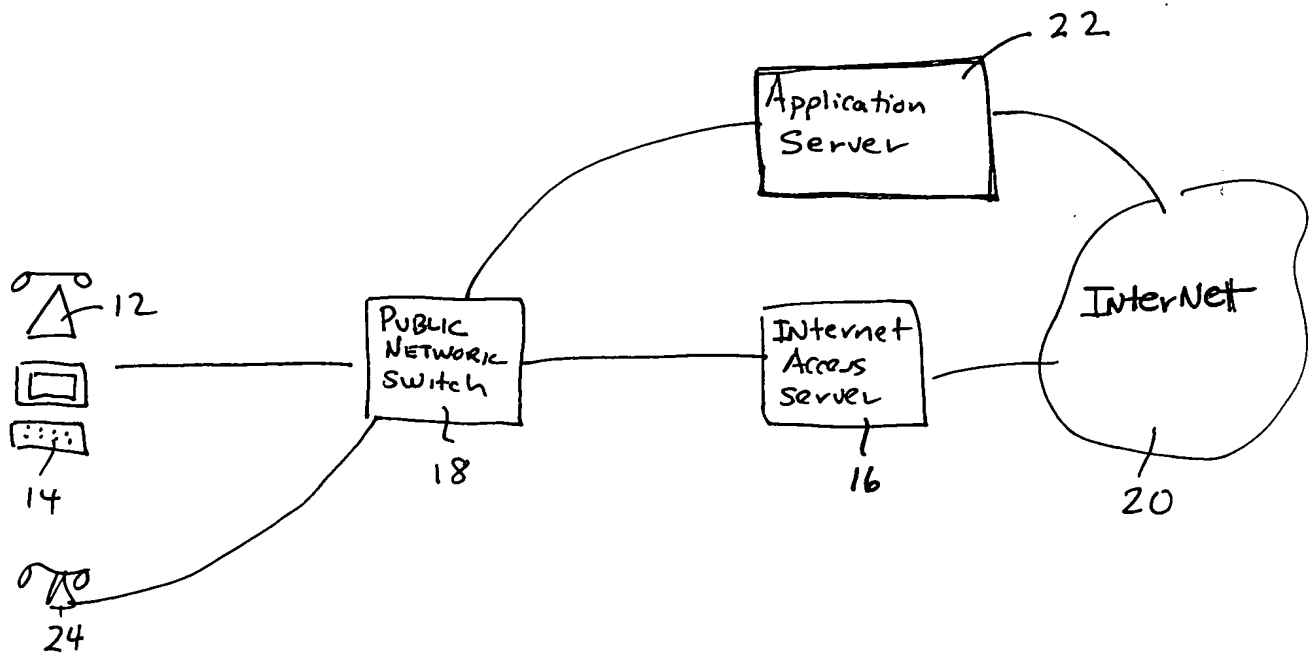 22
Application
Server
12
PUBLIC
NETWORK
Switch
INternet
Access
server
InterNet
14
18
16
20
24